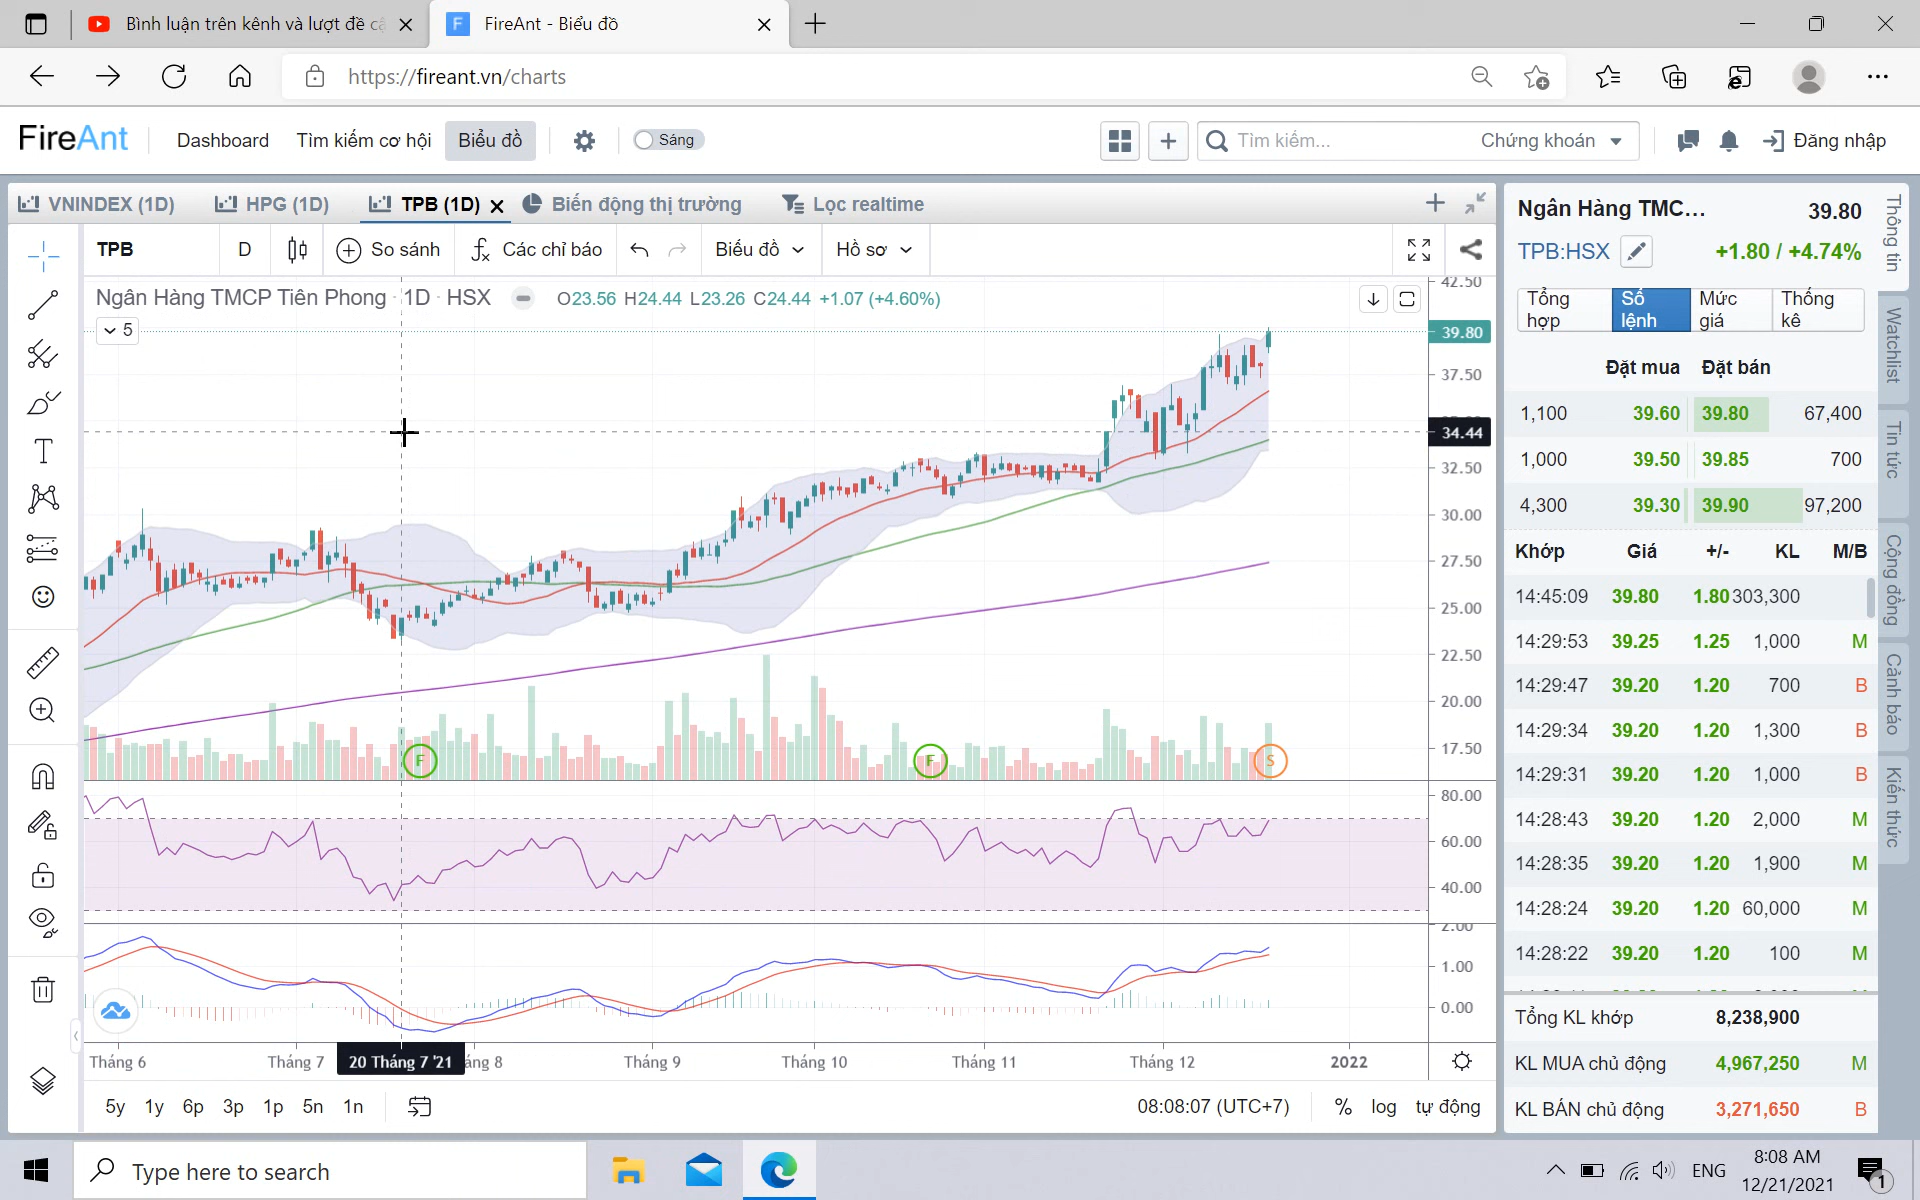 Bình luận trên kênh và lượt đề cậ
FireAnt - Biểu đồ
https://fireant.vn/charts
FireAnt
Dashboard
Tìm kiếm cơ hội
Biểu đồ
Sáng
Tìm kiếm...
Chứng khoán
Đăng nhập
VNINDEX (1D)
HPG (1D)
TPB (1D)
Biến động thị trường
Lọc realtime
TPB
D
So sánh
Các chỉ báo
Biểu đồ
Hồ sơ
Ngân Hàng TMCP Tiên Phong · 1D · HSX
O23.56 H24.44 L23.26 C24.44 +1.07 (+4.60%)
5
42.50
39.80
37.50
34.44
32.50
30.00
27.50
25.00
22.50
20.00
17.50
F
F
S
80.00
60.00
40.00
2.00
1.00
0.00
Tháng 6
Tháng 7
20 Tháng 7 '21
áng 8
Tháng 9
Tháng 10
Tháng 11
Tháng 12
2022
5y 1y 6p 3p 1p 5n 1n
08:08:07 (UTC+7)
% log tự động
Ngân Hàng TMC... 39.80
TPB:HSX +1.80 / +4.74%
Tổng hợp
Sổ lệnh
Mức giá
Thống kê
Đặt mua Đặt bán
1,100 39.60 39.80 67,400
1,000 39.50 39.85 700
4,300 39.30 39.90 97,200
Khớp Giá +/- KL M/B
14:45:09 39.80 1.80 303,300
14:29:53 39.25 1.25 1,000 M
14:29:47 39.20 1.20 700 B
14:29:34 39.20 1.20 1,300 B
14:29:31 39.20 1.20 1,000 B
14:28:43 39.20 1.20 2,000 M
14:28:35 39.20 1.20 1,900 M
14:28:24 39.20 1.20 60,000 M
14:28:22 39.20 1.20 100 M
Tổng KL khớp 8,238,900
KL MUA chủ động 4,967,250 M
KL BÁN chủ động 3,271,650 B
Thông tin
Watchlist
Tin tức
Cộng đồng
Cảnh báo
Kiến thức
Type here to search
ENG
8:08 AM
12/21/2021
1